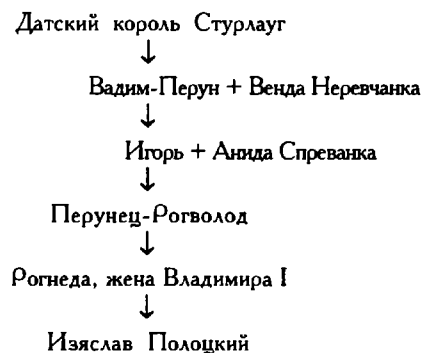 Датский король Стурлауг
Вадим-Перун + Венда Неревчанка
Игорь + Анида Спреванка
Перунец-Рогволод
Рогнеда, жена Владимира I
Изяслав Полоцкий